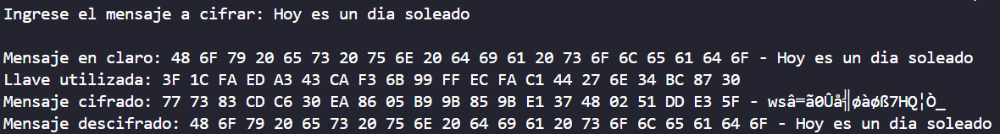 Ingrese el mensaje a cifrar: Hoy es un dia soleado
Mensaje en claro: 48 6F 79 20 65 73 20 75 6E 20 64 69 61 20 73 6F 6C 65 61 64 6F - Hoy es un dia soleado
Llave utilizada: 3F 1C FA ED A3 43 CA F3 6B 99 FF EC FA C1 44 27 6E 34 BC 87 30
Mensaje cifrado: 77 73 83 CD C6 30 EA 86 05 B9 9B 85 9B E1 37 48 02 51 DD E3 5F - wsâ═ã0Ûå╣øàøß7HQ¦Ò_
Mensaje descifrado: 48 6F 79 20 65 73 20 75 6E 20 64 69 61 20 73 6F 6C 65 61 64 6F - Hoy es un dia soleado